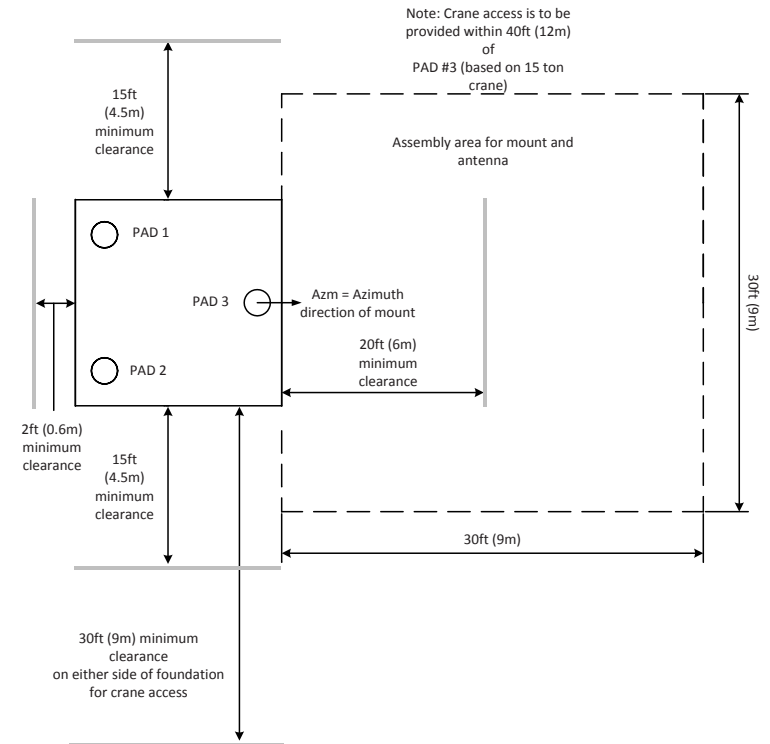 Note: Crane access is to be
provided within 40ft (12m)
of
PAD #3 (based on 15 ton
crane)
15ft
(4.5m)
minimum
clearance
Assembly area for mount and
antenna
PAD 1
PAD 3
Azm = Azimuth
direction of mount
30ft (9m)
20ft (6m)
minimum
clearance
PAD 2
2ft (0.6m)
minimum
clearance
15ft
(4.5m)
minimum
clearance
30ft (9m)
30ft (9m) minimum
clearance
on either side of foundation
for crane access